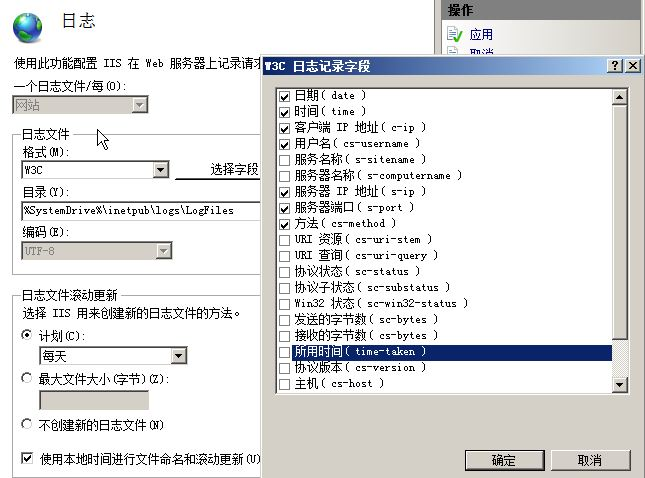 日志
使用此功能配置 IIS 在 Web 服务器上记录请求
一个日志文件/每(O):
网站
日志文件
格式(M):
W3C
选择字段
目录(Y):
%SystemDrive%\inetpub\logs\LogFiles
编码(E):
UTF-8
日志文件滚动更新
选择 IIS 用来创建新的日志文件的方法。
计划(C):
每天
最大文件大小(字节)(Z):
不创建新的日志文件(N)
使用本地时间进行文件命名和滚动更新(U)
操作
应用
取消
W3C 日志记录字段
日期( date )
时间( time )
客户端 IP 地址( c-ip )
用户名( cs-username )
服务名称( s-sitename )
服务器名称( s-computername )
服务器 IP 地址( s-ip )
服务器端口( s-port )
方法( cs-method )
URI 资源( cs-uri-stem )
URI 查询( cs-uri-query )
协议状态( sc-status )
协议子状态( sc-substatus )
Win32 状态( sc-win32-status )
发送的字节数( sc-bytes )
接收的字节数( cs-bytes )
所用时间( time-taken )
协议版本( cs-version )
主机( cs-host )
确定
取消